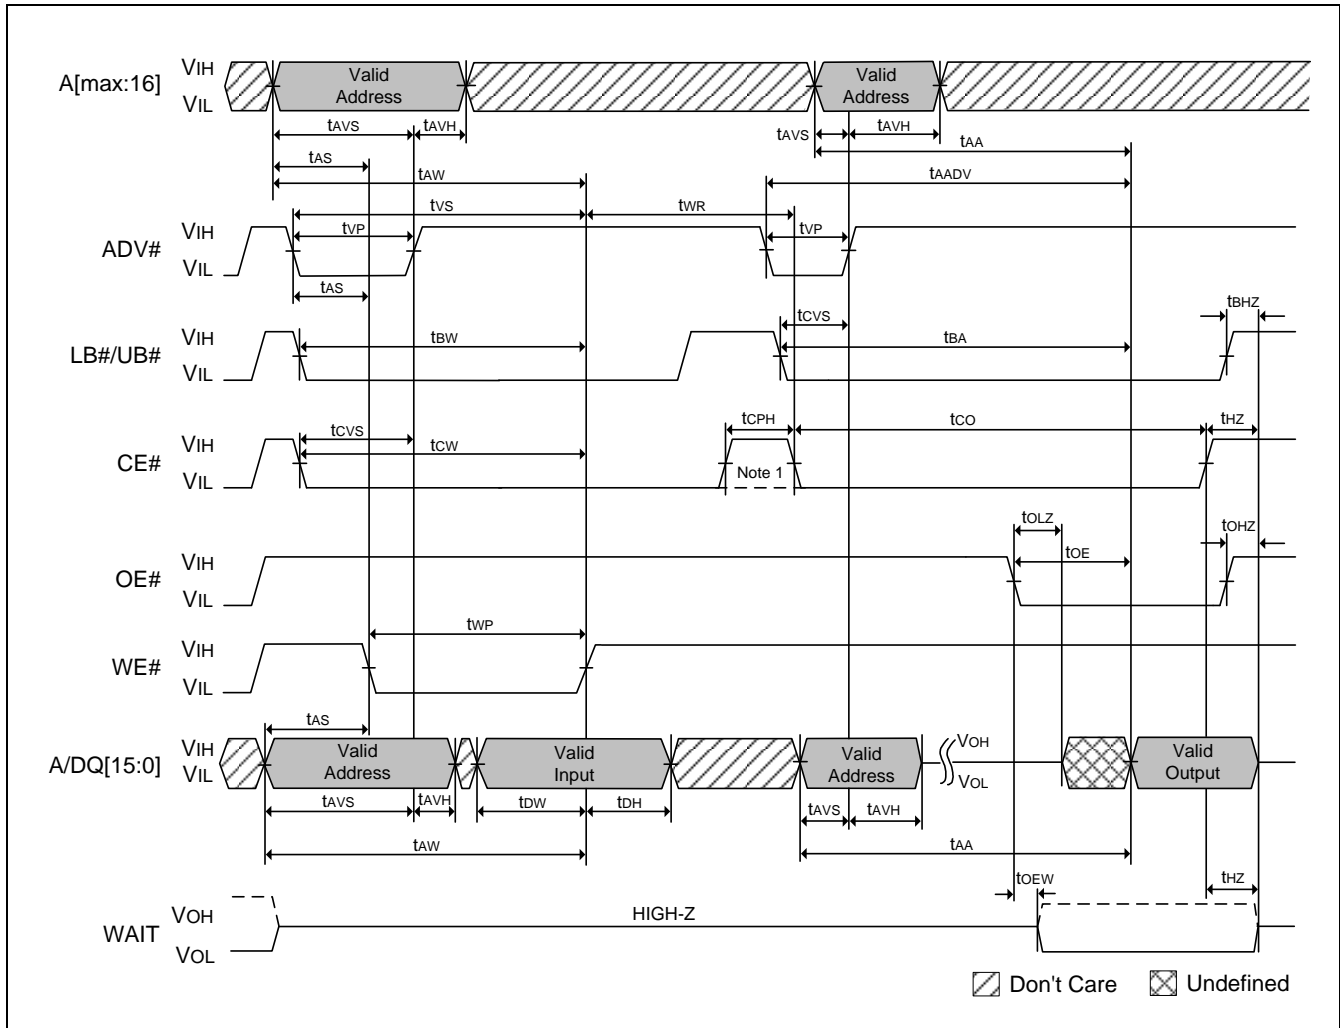 A[max:16]
VIH
VIL
Valid
Address
Valid
Address
tAVS
tAVH
tAVS
tAVH
tAS
tAA
tAW
tAADV
ADV#
VIH
VIL
tVS
tWR
tVP
tVP
tAS
LB#/UB#
VIH
VIL
tBW
tCVS
tBA
tBHZ
CE#
VIH
VIL
tCVS
tCW
tCPH
Note 1
tCO
tHZ
OE#
VIH
VIL
tOLZ
tOE
tOHZ
WE#
VIH
VIL
tWP
tAS
A/DQ[15:0]
VIH
VIL
Valid
Address
Valid
Input
Valid
Address
VOH
VOL
Valid
Output
tAVS
tAVH
tDW
tDH
tAVS
tAVH
tAW
tAA
tOEW
tHZ
WAIT
VOH
VOL
HIGH-Z
Don't Care
Undefined